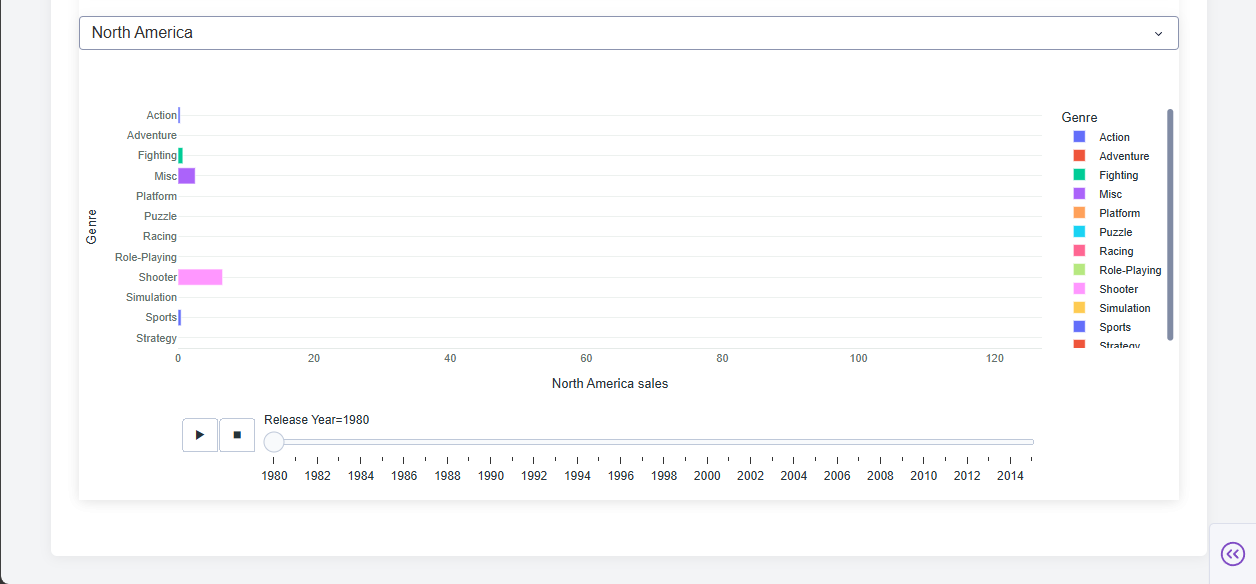 North America
Action
Adventure
Fighting
Misc
Platform
Puzzle
Racing
Role-Playing
Shooter
Simulation
Sports
Strategy
Genre
0 20 40 60 80 100 120
North America sales
Genre
Action
Adventure
Fighting
Misc
Platform
Puzzle
Racing
Role-Playing
Shooter
Simulation
Sports
Strategy
Release Year=1980
1980 1982 1984 1986 1988 1990 1992 1994 1996 1998 2000 2002 2004 2006 2008 2010 2012 2014